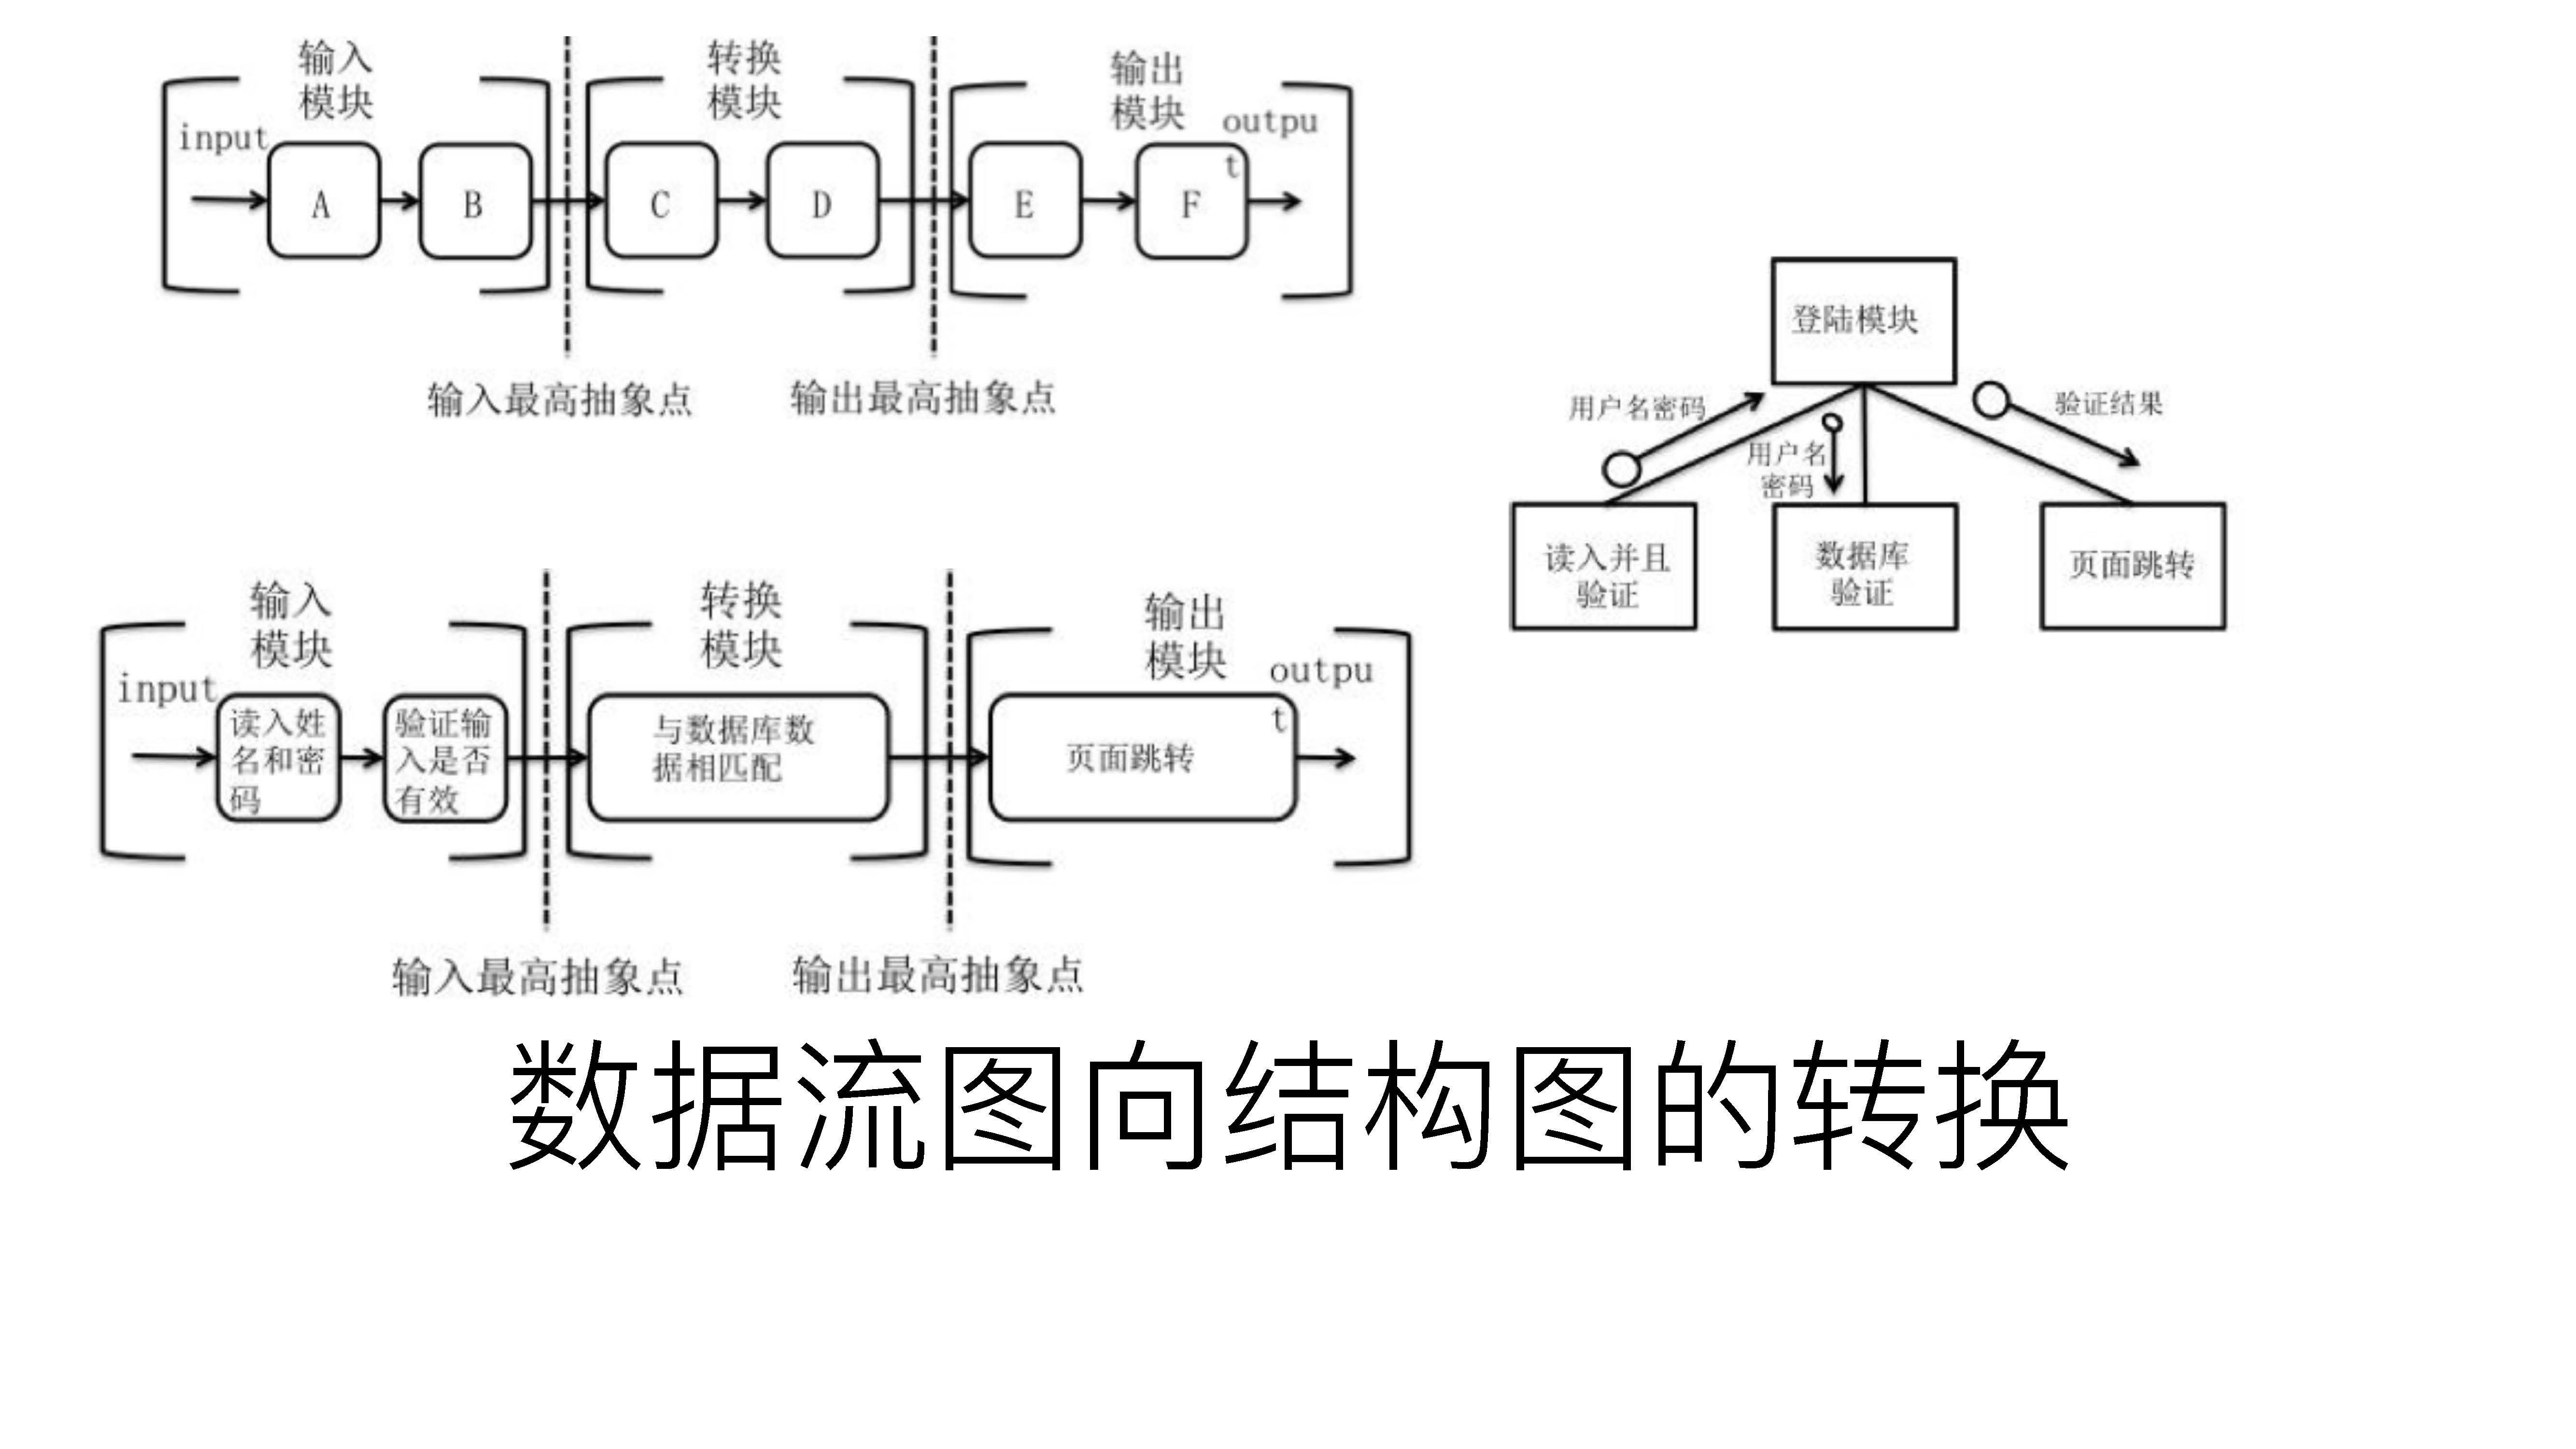 输入
模块
转换
模块
输出
模块
input
outpu
t
A
B
C
D
E
F
输入最高抽象点
输出最高抽象点
登陆模块
用户名密码
用户名
密码
验证结果
读入并且
验证
数据库
验证
页面跳转
输入
模块
转换
模块
输出
模块
input
outpu
t
读入姓
名和密
码
验证输
入是否
有效
与数据库数
据相匹配
页面跳转
输入最高抽象点
输出最高抽象点
数据流图向结构图的转换